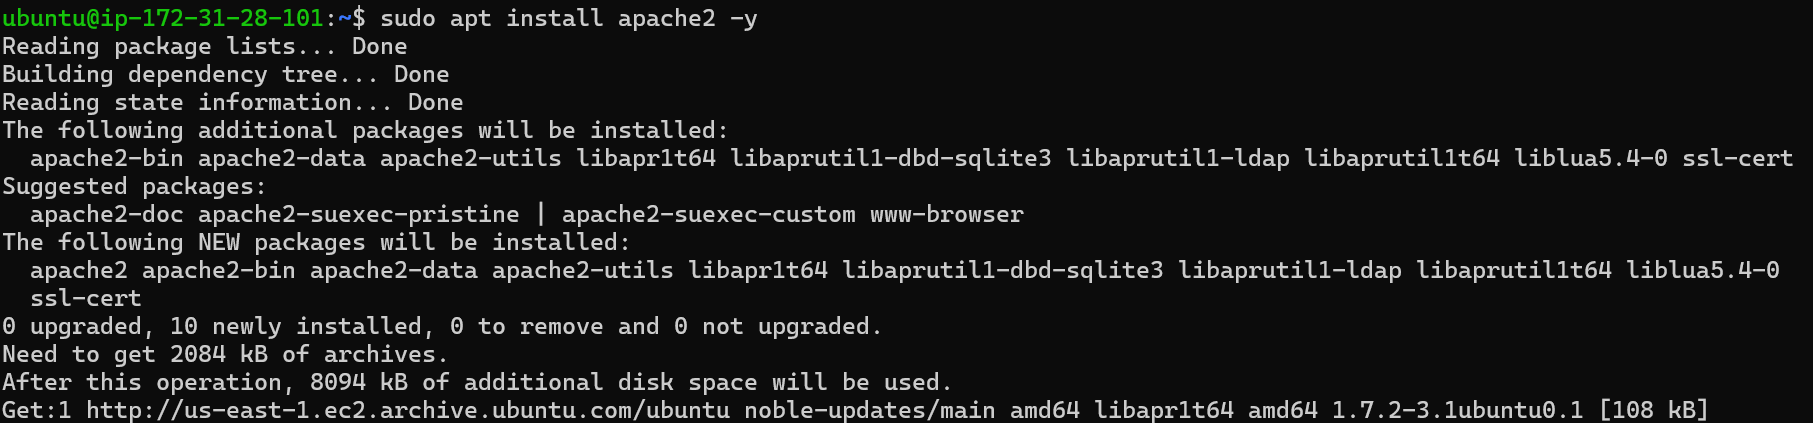 ubuntu@ip-172-31-28-101:~$ sudo apt install apache2 -y
Reading package lists... Done
Building dependency tree... Done
Reading state information... Done
The following additional packages will be installed:
  apache2-bin apache2-data apache2-utils libapr1t64 libaprutil1-dbd-sqlite3 libaprutil1-ldap libaprutil1t64 liblua5.4-0 ssl-cert
Suggested packages:
  apache2-doc apache2-suexec-pristine | apache2-suexec-custom www-browser
The following NEW packages will be installed:
  apache2 apache2-bin apache2-data apache2-utils libapr1t64 libaprutil1-dbd-sqlite3 libaprutil1-ldap libaprutil1t64 liblua5.4-0
  ssl-cert
0 upgraded, 10 newly installed, 0 to remove and 0 not upgraded.
Need to get 2084 kB of archives.
After this operation, 8094 kB of additional disk space will be used.
Get:1 http://us-east-1.ec2.archive.ubuntu.com/ubuntu noble-updates/main amd64 libapr1t64 amd64 1.7.2-3.1ubuntu0.1 [108 kB]